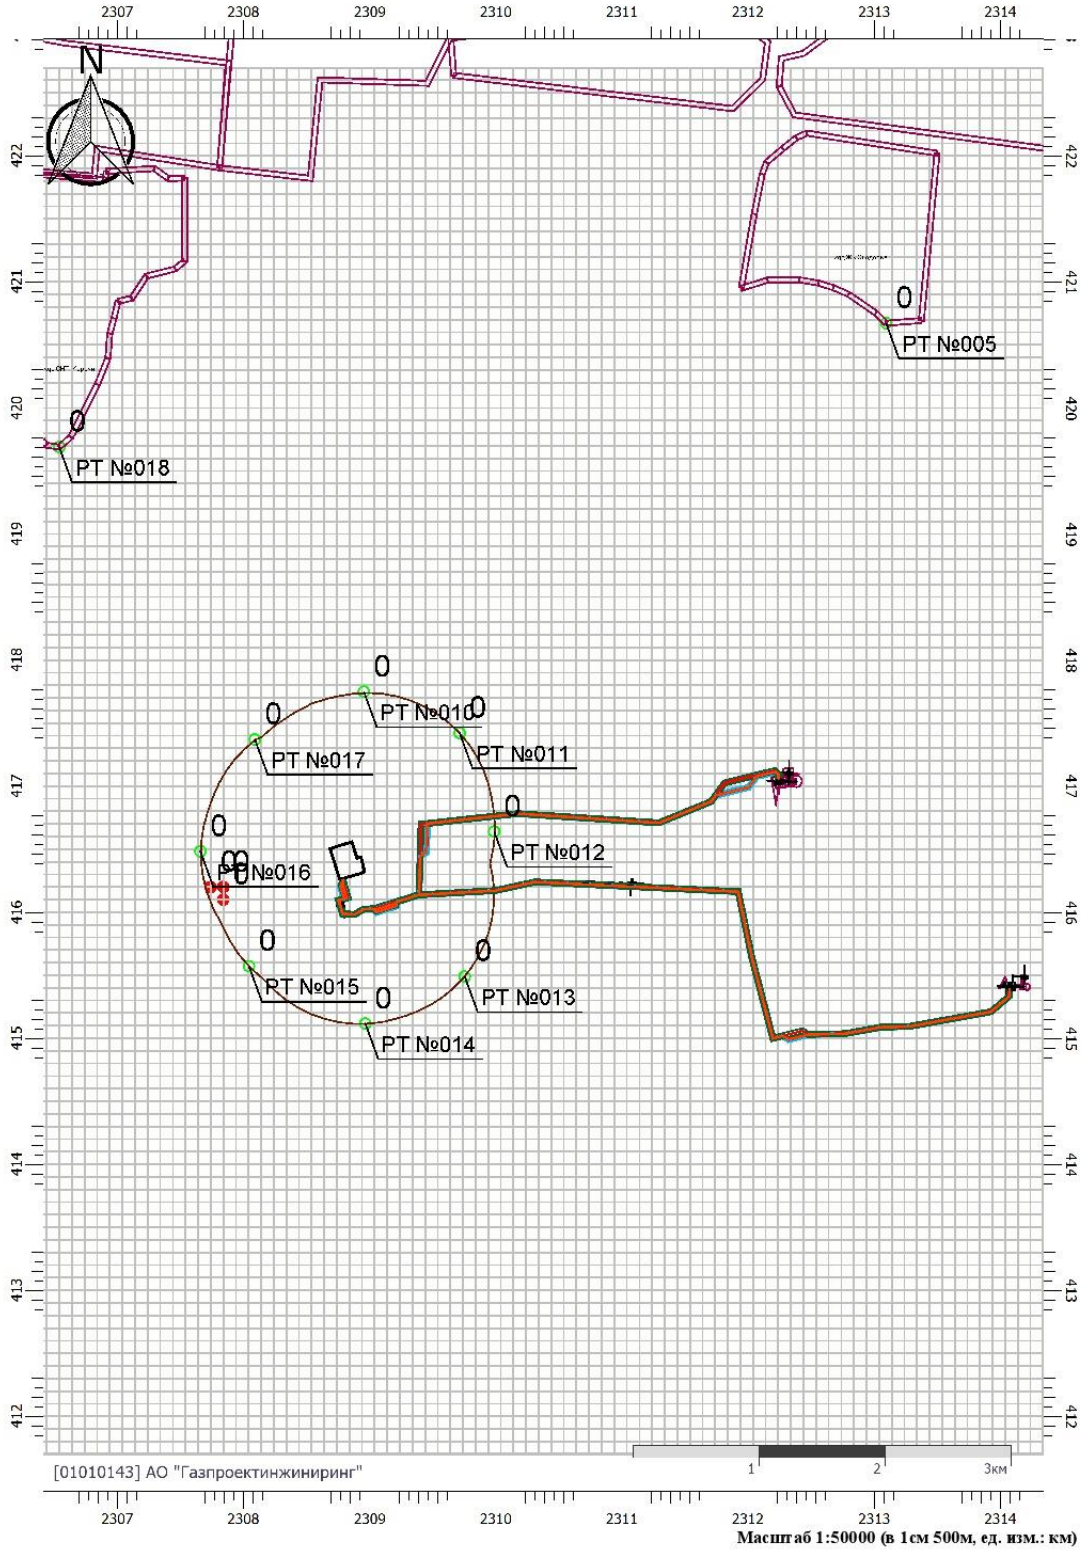 2307 2308 2309 2310 2311 2312 2313 2314
N
422 422
421 421
0
РТ №005
420 420
0
РТ №018
419 419
418 418
0
РТ №010
0
РТ №011
0
РТ №017
417 417
0
РТ №012
0
РТ №016
0 0
0
416 416
0
РТ №015
0
РТ №013
0
РТ №014
415 415
414 414
413 413
412 412
[01010143] АО "Газпроектинжиниринг"
1 2 3км
2307 2308 2309 2310 2311 2312 2313 2314
Масштаб 1:50000 (в 1см 500м, ед. изм.: км)